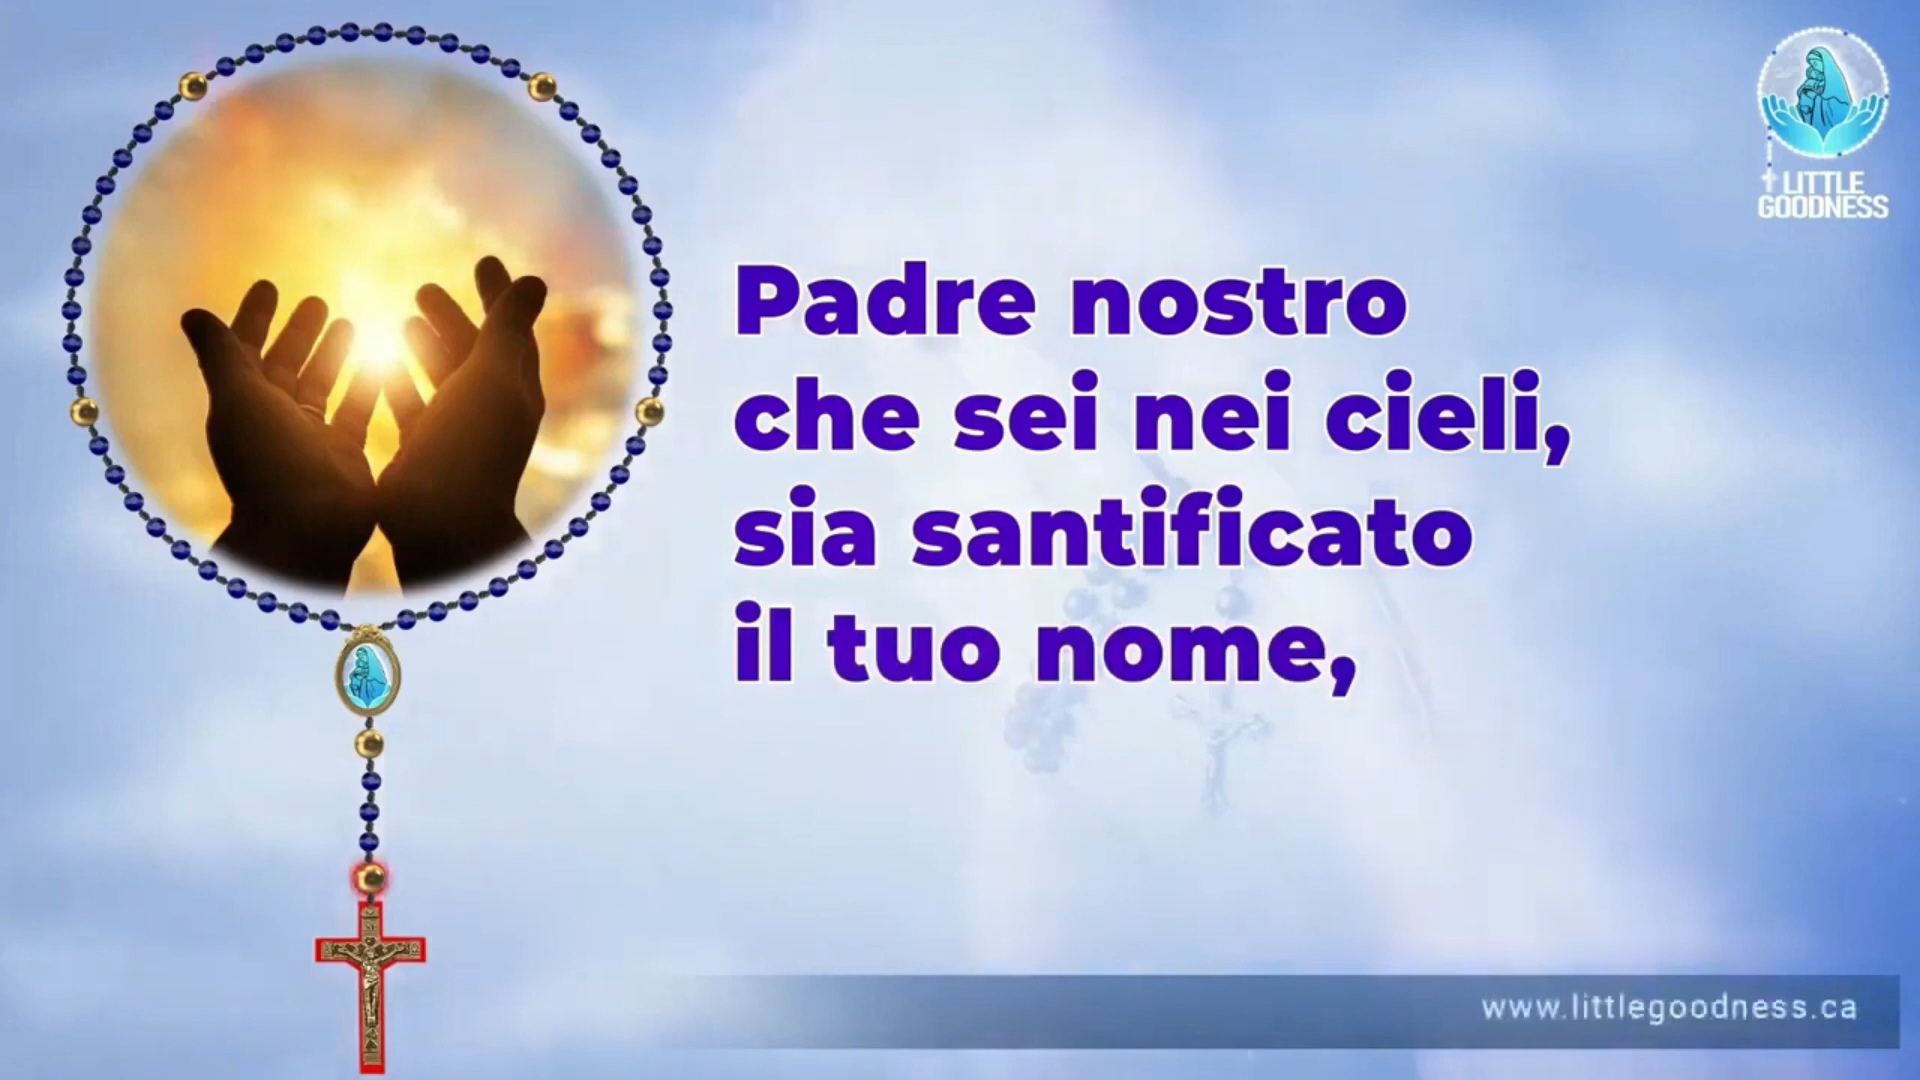 LITTLE
GOODNESS
Padre nostro
che sei nei cieli,
sia santificato
il tuo nome,
www.littlegoodness.ca